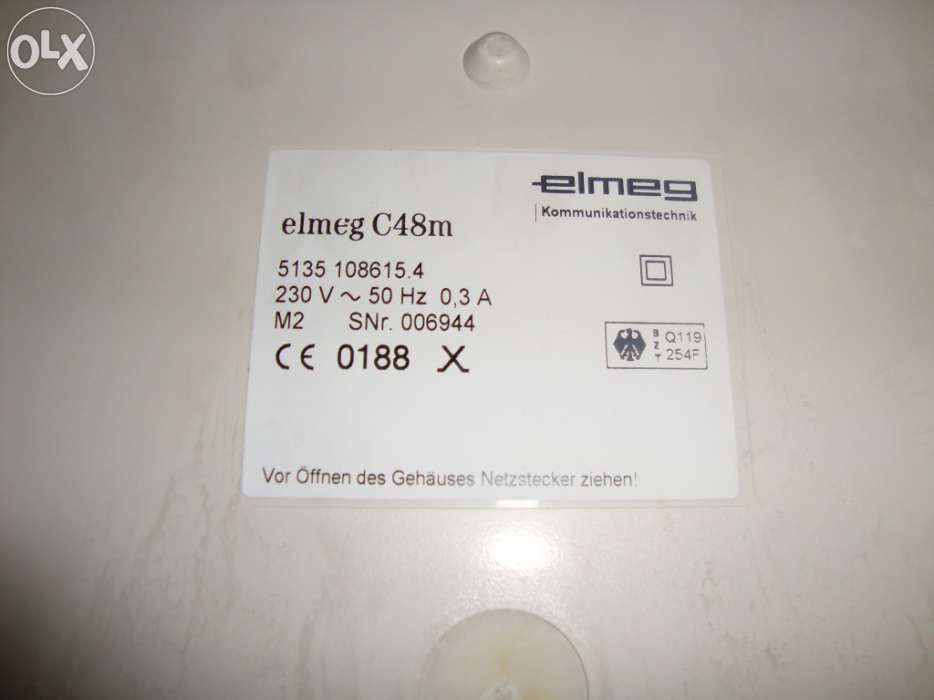 OLX
elmeg
Kommunikationstechnik
elmeg C48m
5135 108615.4
230 V ~ 50 Hz 0,3 A
M2 SNr. 006944
CE 0188 X
BZT Q119
254F
Vor Öffnen des Gehäuses Netzstecker ziehen!